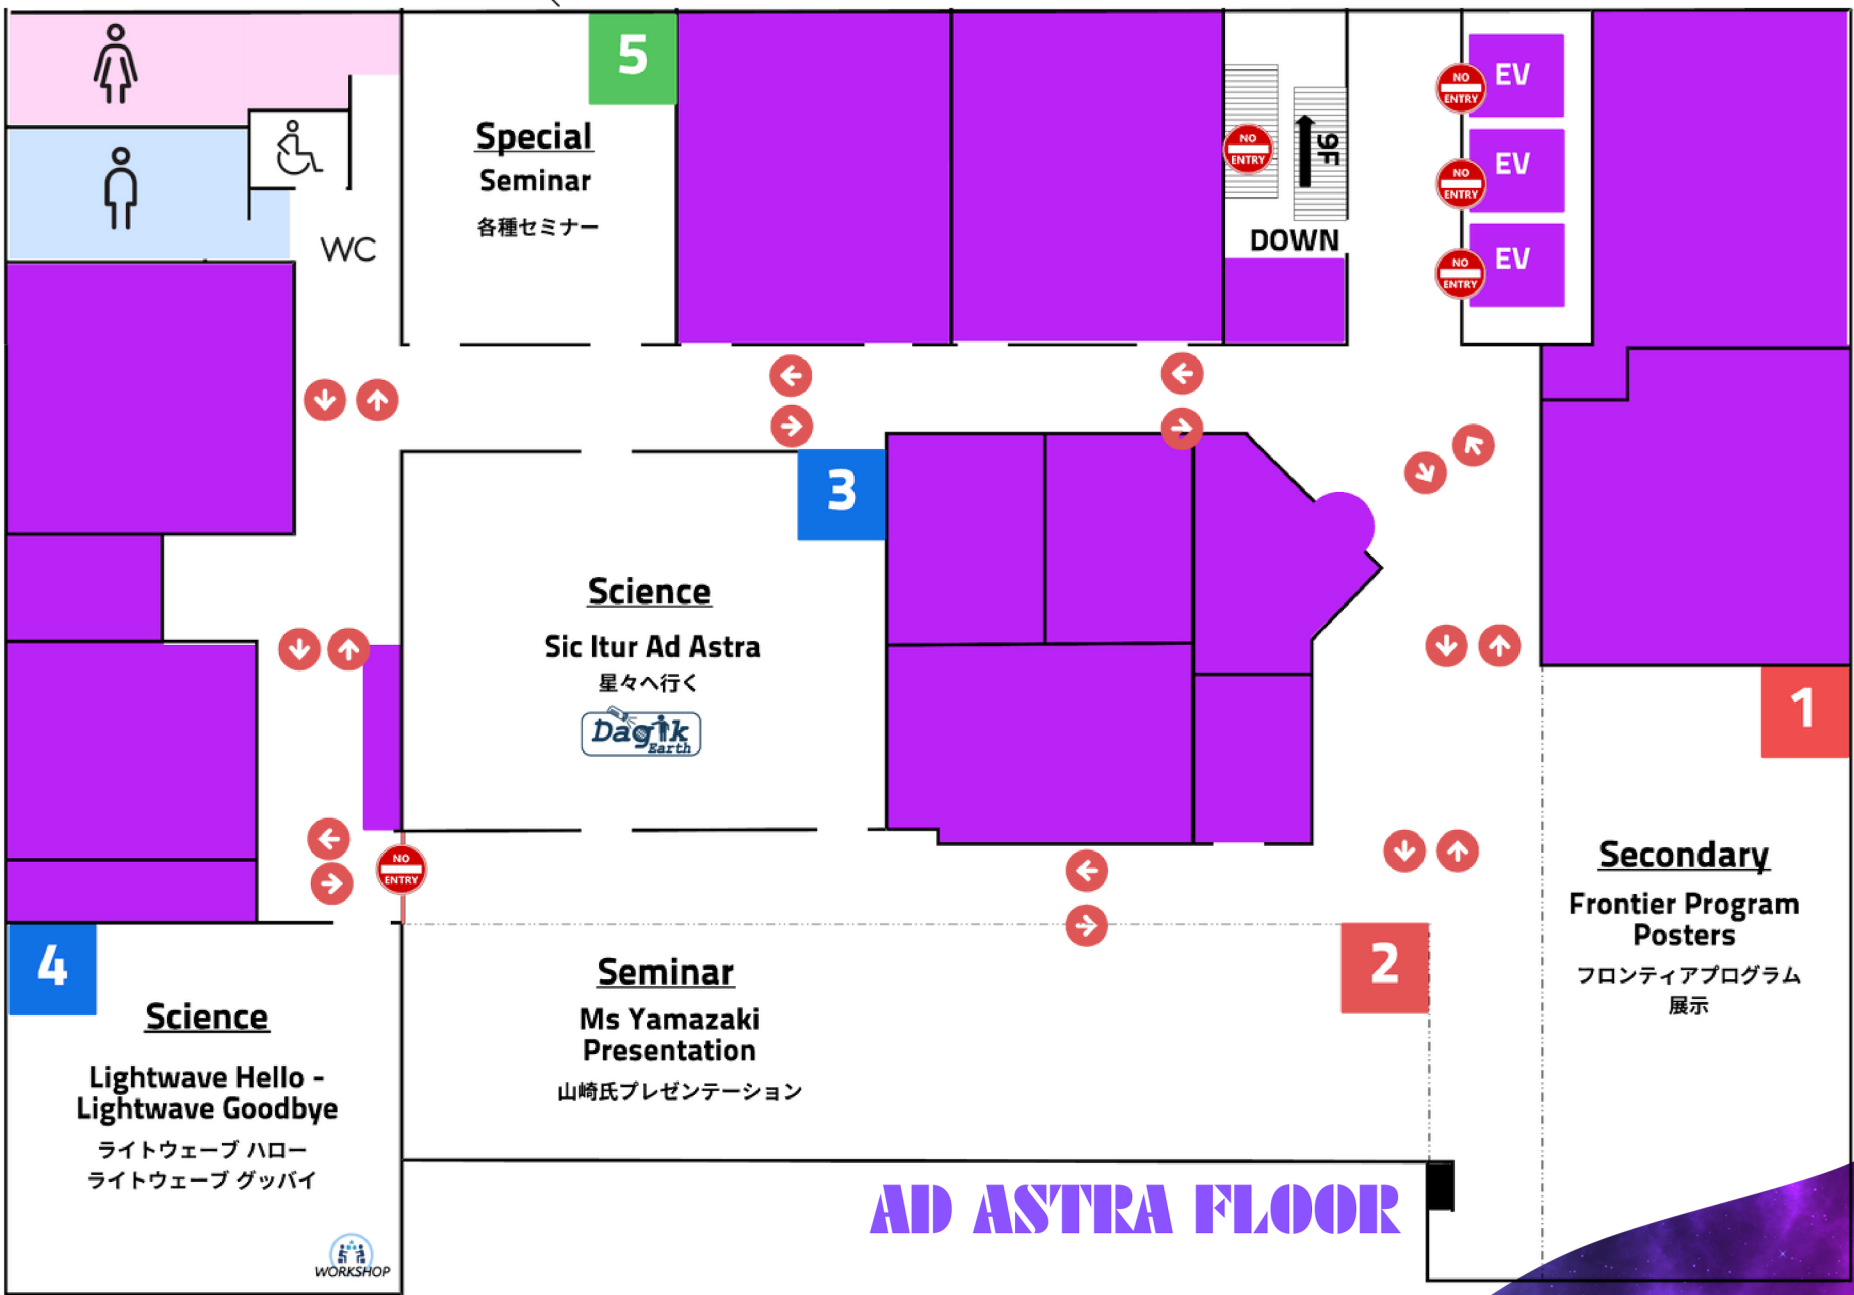 5
Special
Seminar
各種セミナー
WC
NO
ENTRY
9F
DOWN
NO
ENTRY
EV
NO
ENTRY
EV
NO
ENTRY
EV
3
Science
Sic Itur Ad Astra
星々へ行く
Dagik
Earth
1
Secondary
Frontier Program
Posters
フロンティアプログラム
展示
NO
ENTRY
2
Seminar
Ms Yamazaki
Presentation
山崎氏プレゼンテーション
4
Science
Lightwave Hello -
Lightwave Goodbye
ライトウェーブ ハロー
ライトウェーブ グッバイ
WORKSHOP
AD ASTRA FLOOR